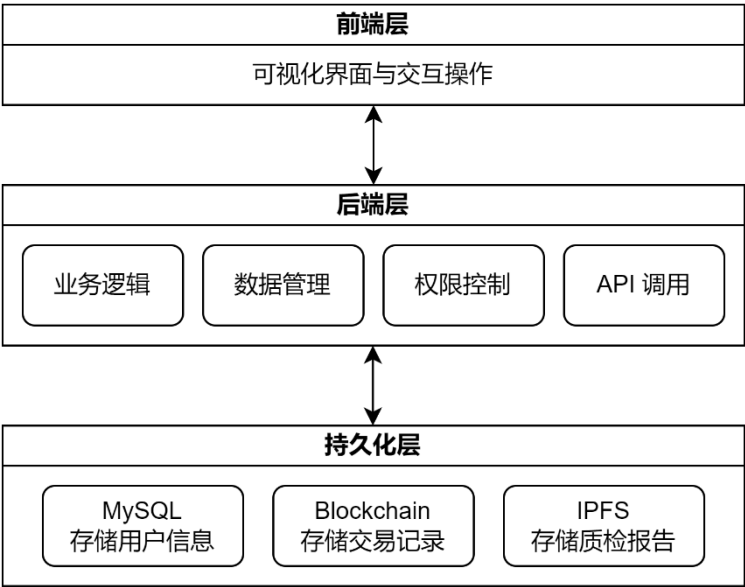 前端层
可视化界面与交互操作
后端层
业务逻辑
数据管理
权限控制
API 调用
持久化层
MySQL
存储用户信息
Blockchain
存储交易记录
IPFS
存储质检报告